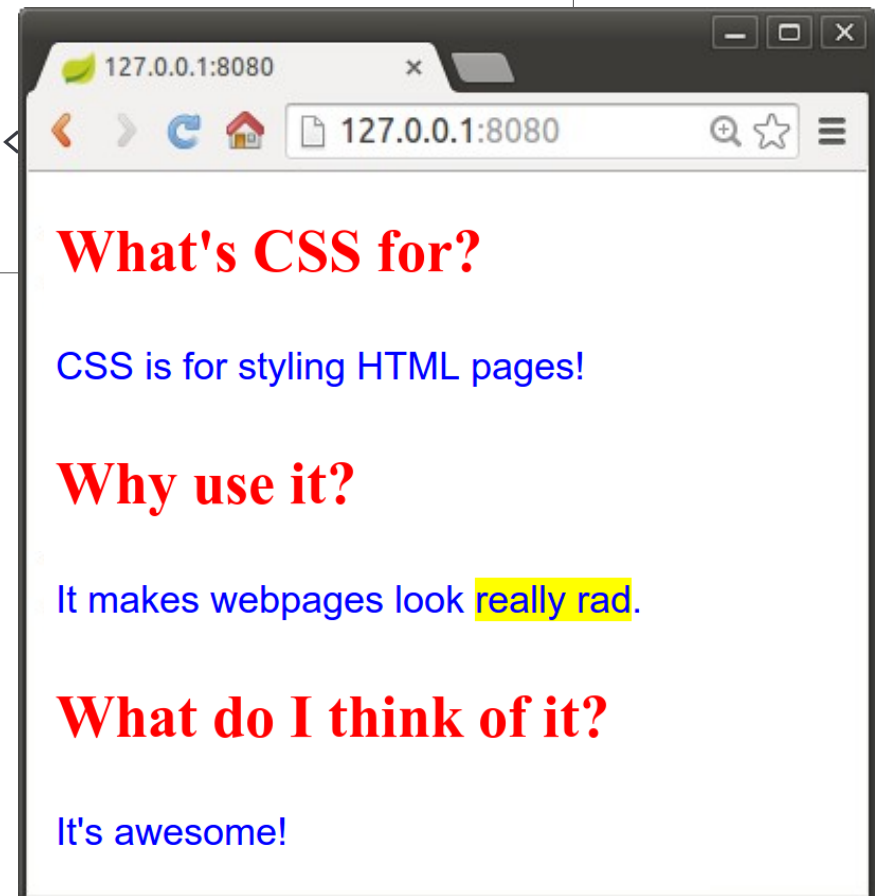 127.0.0.1:8080
127.0.0.1:8080
What's CSS for?
CSS is for styling HTML pages!
Why use it?
It makes webpages look really rad.
What do I think of it?
It's awesome!